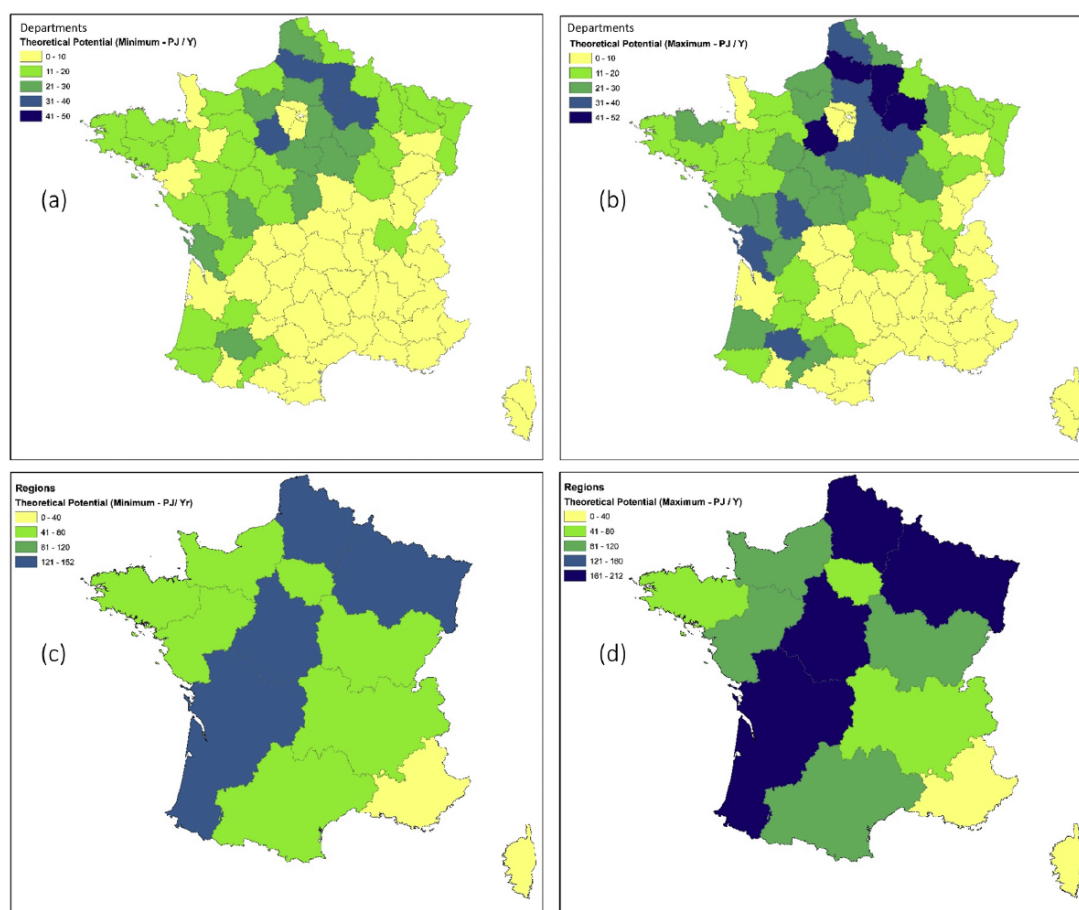 Departments
Theoretical Potential (Minimum - PJ / Y)
0 - 10
11 - 20
21 - 30
31 - 40
41 - 50
(a)
Departments
Theoretical Potential (Maximum - PJ / Y)
0 - 10
11 - 20
21 - 30
31 - 40
41 - 52
(b)
Regions
Theoretical Potential (Minimum - PJ/ Yr)
0 - 40
41 - 80
81 - 120
121 - 152
(c)
Regions
Theoretical Potential (Maximum - PJ / Y)
0 - 40
41 - 80
81 - 120
121 - 160
161 - 212
(d)